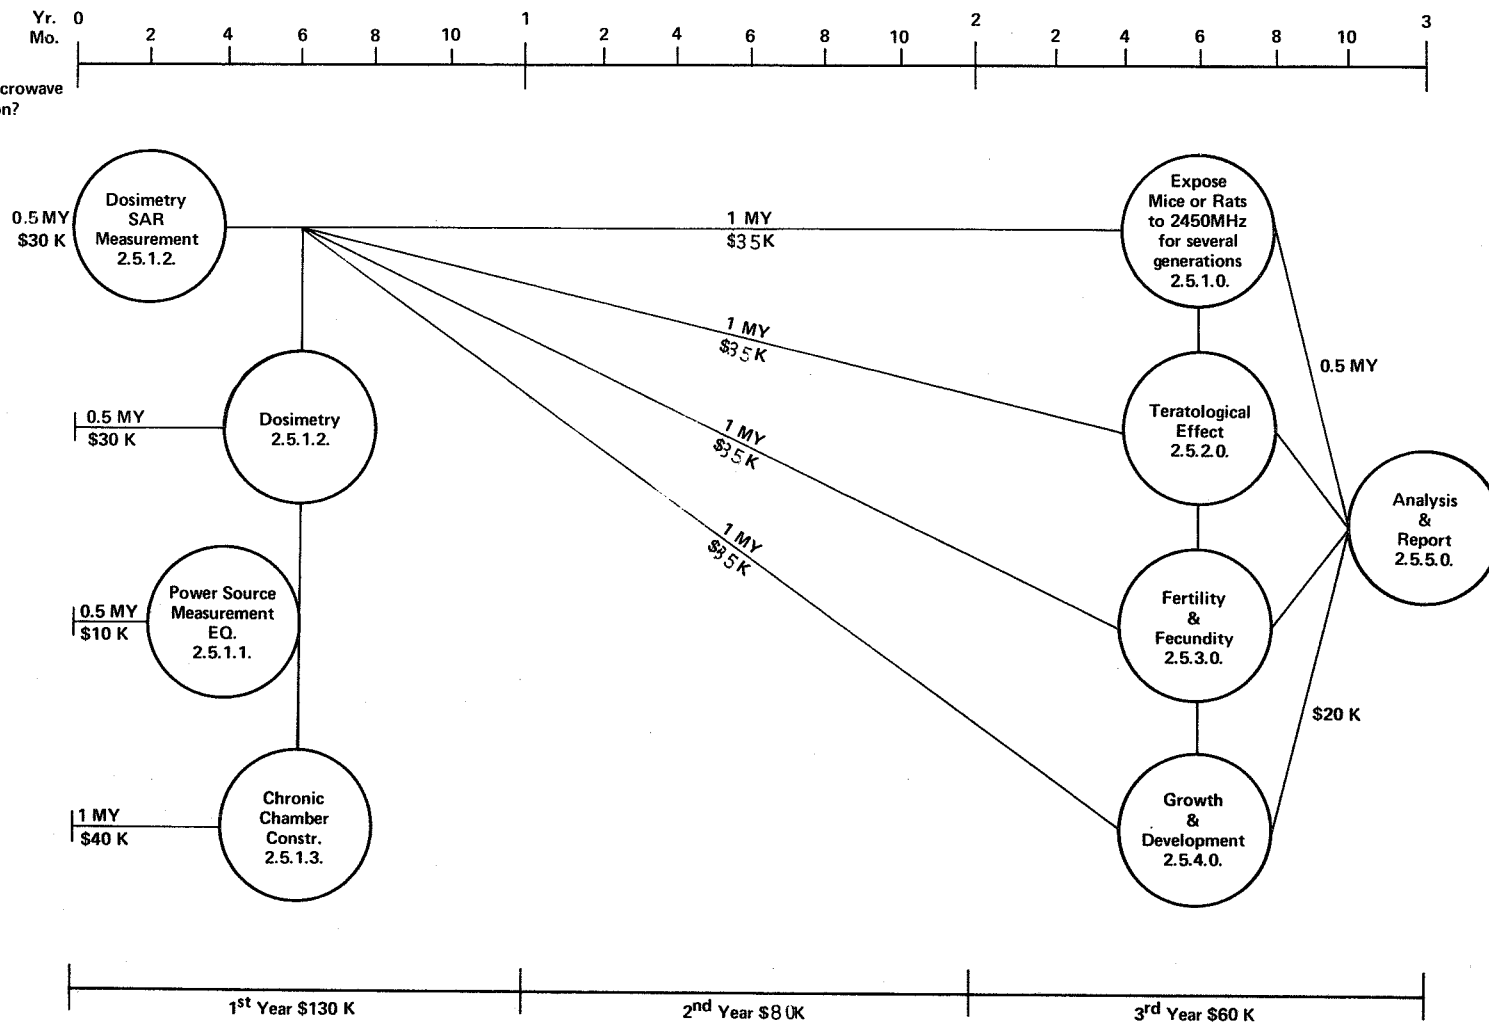 Yr. 0 1 2 3
Mo. 2 4 6 8 10 2 4 6 8 10 2 4 6 8 10
crowave
on?
0.5 MY
$30 K
Dosimetry
SAR
Measurement
2.5.1.2.
1 MY
$35K
Expose
Mice or Rats
to 2450MHz
for several
generations
2.5.1.0.
1 MY
$35K
0.5 MY
0.5 MY
$30 K
Dosimetry
2.5.1.2.
1 MY
$35K
Teratological
Effect
2.5.2.0.
Analysis
&
Report
2.5.5.0.
1 MY
$35K
0.5 MY
$10 K
Power Source
Measurement
EQ.
2.5.1.1.
Fertility
&
Fecundity
2.5.3.0.
$20 K
1 MY
$40 K
Chronic
Chamber
Constr.
2.5.1.3.
Growth
&
Development
2.5.4.0.
1st Year $130 K
2nd Year $80K
3rd Year $60 K